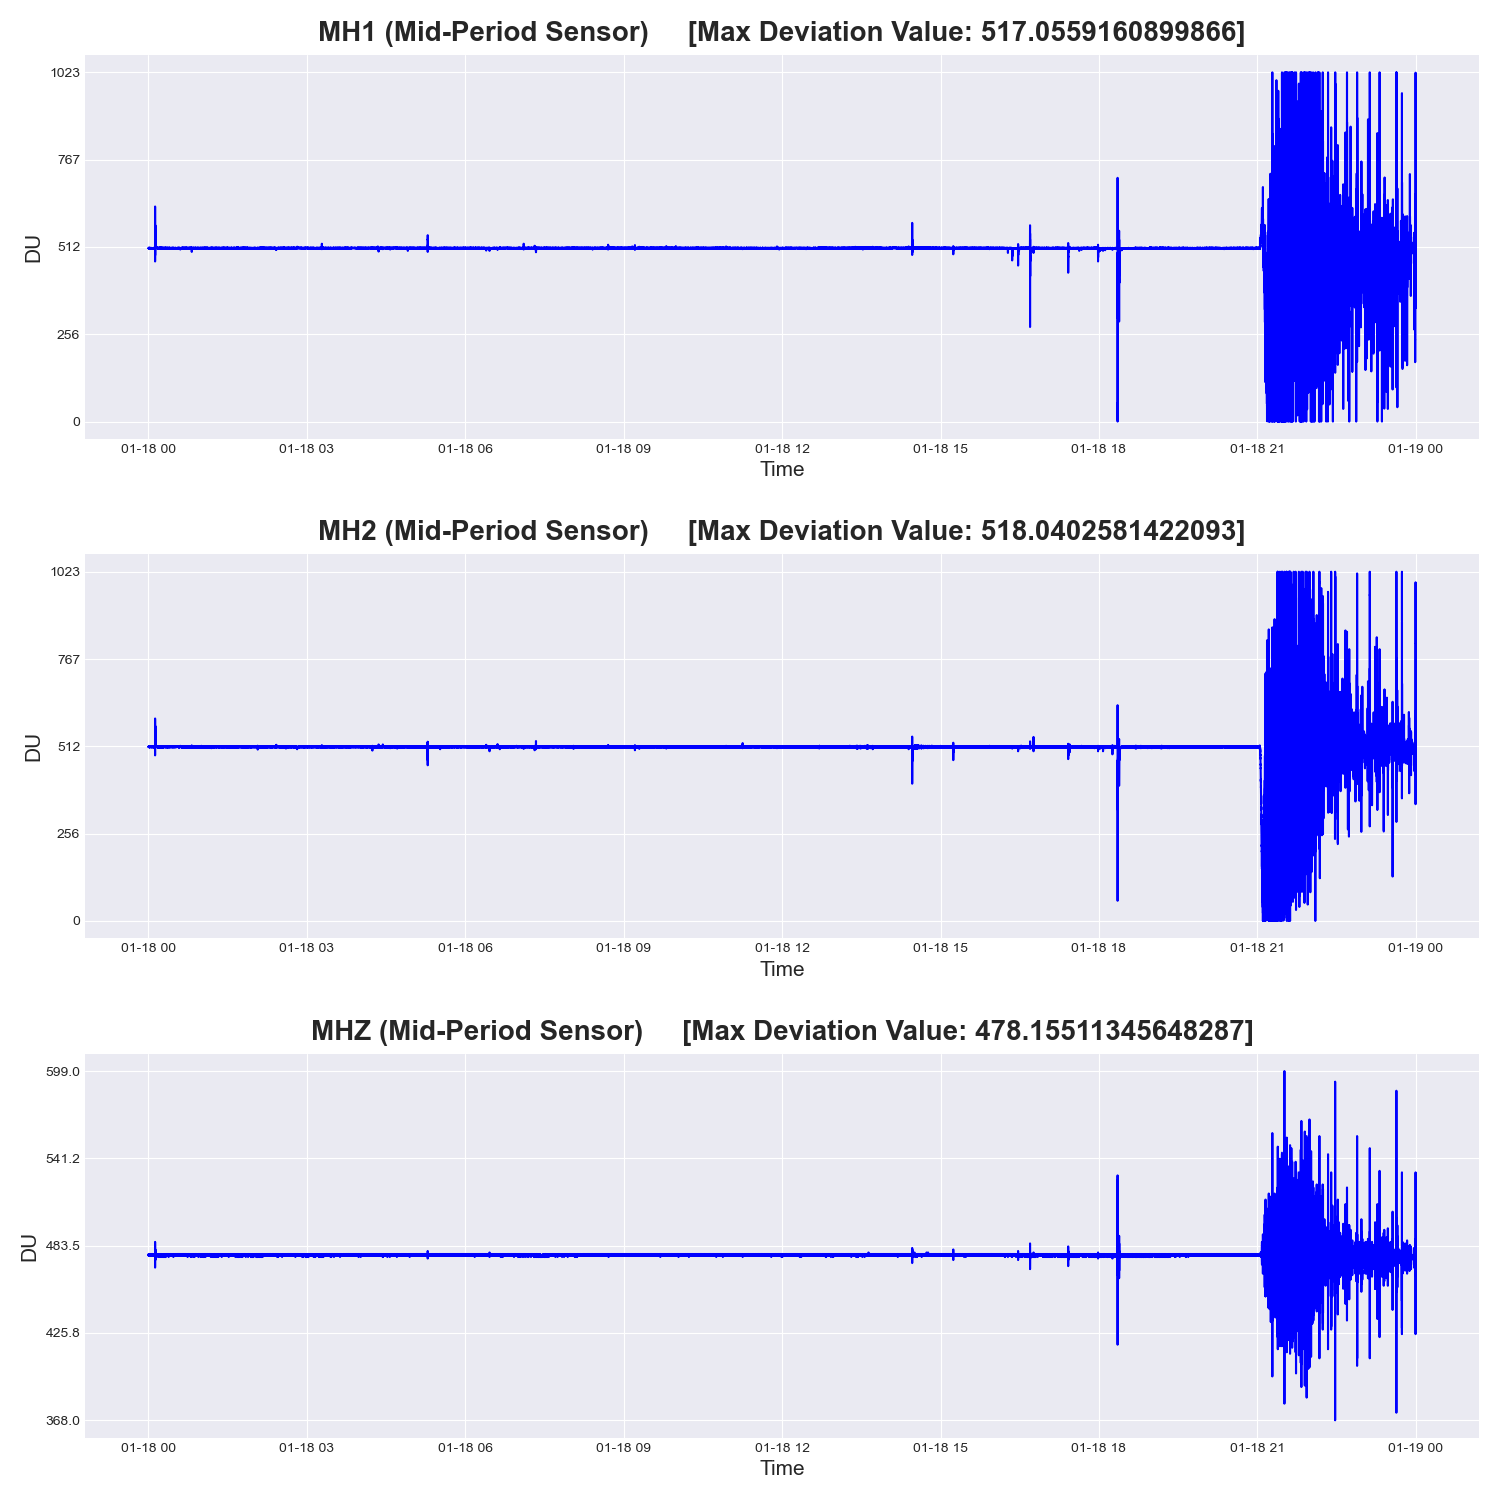 MH1 (Mid-Period Sensor) [Max Deviation Value: 517.0559160899866]
1023
767
512
256
0
DU
01-18 00 01-18 03 01-18 06 01-18 09 01-18 12 01-18 15 01-18 18 01-18 21 01-19 00
Time
MH2 (Mid-Period Sensor) [Max Deviation Value: 518.0402581422093]
1023
767
512
256
0
DU
01-18 00 01-18 03 01-18 06 01-18 09 01-18 12 01-18 15 01-18 18 01-18 21 01-19 00
Time
MHZ (Mid-Period Sensor) [Max Deviation Value: 478.15511345648287]
599.0
541.2
483.5
425.8
368.0
DU
01-18 00 01-18 03 01-18 06 01-18 09 01-18 12 01-18 15 01-18 18 01-18 21 01-19 00
Time